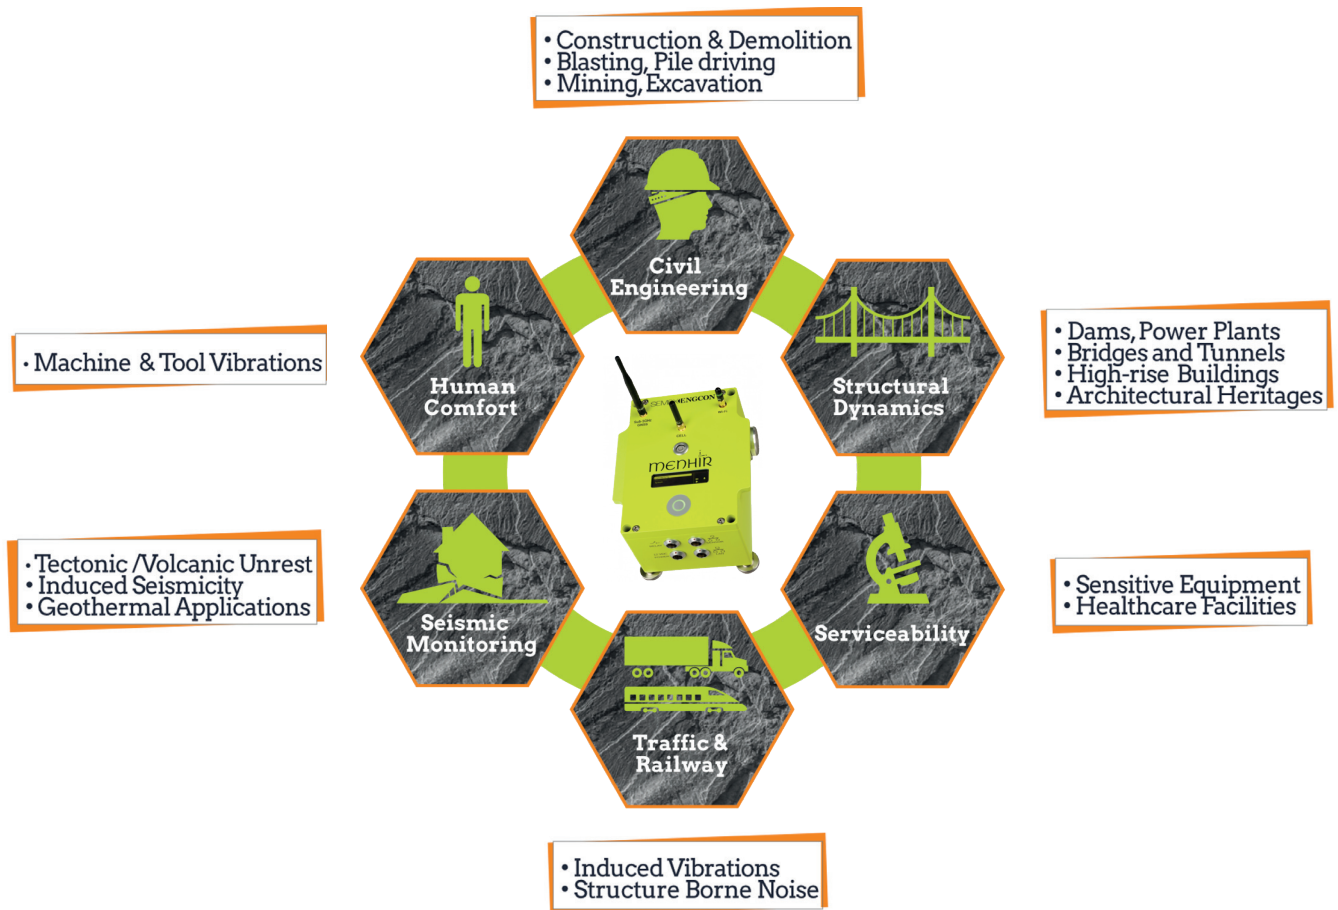 • Construction & Demolition
• Blasting, Pile driving
• Mining, Excavation
Civil
Engineering
• Machine & Tool Vibrations
Human
Comfort
Structural
Dynamics
• Dams, Power Plants
• Bridges and Tunnels
• High-rise Buildings
• Architectural Heritages
MENGCON
MENHIR
• Tectonic /Volcanic Unrest
• Induced Seismicity
• Geothermal Applications
Seismic
Monitoring
Serviceability
• Sensitive Equipment
• Healthcare Facilities
Traffic &
Railway
• Induced Vibrations
• Structure Borne Noise